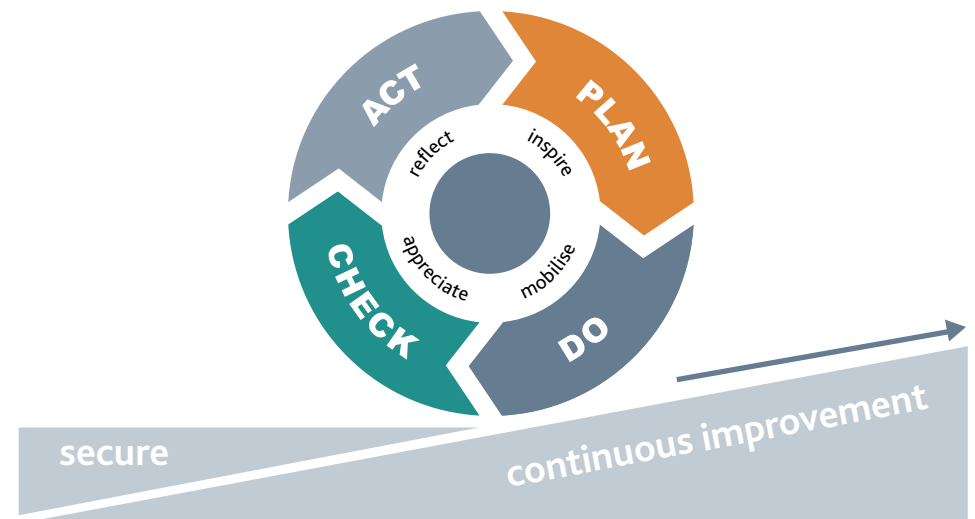 ACT
PLAN
reflect
inspire
appreciate
mobilise
CHECK
DO
secure
continuous improvement